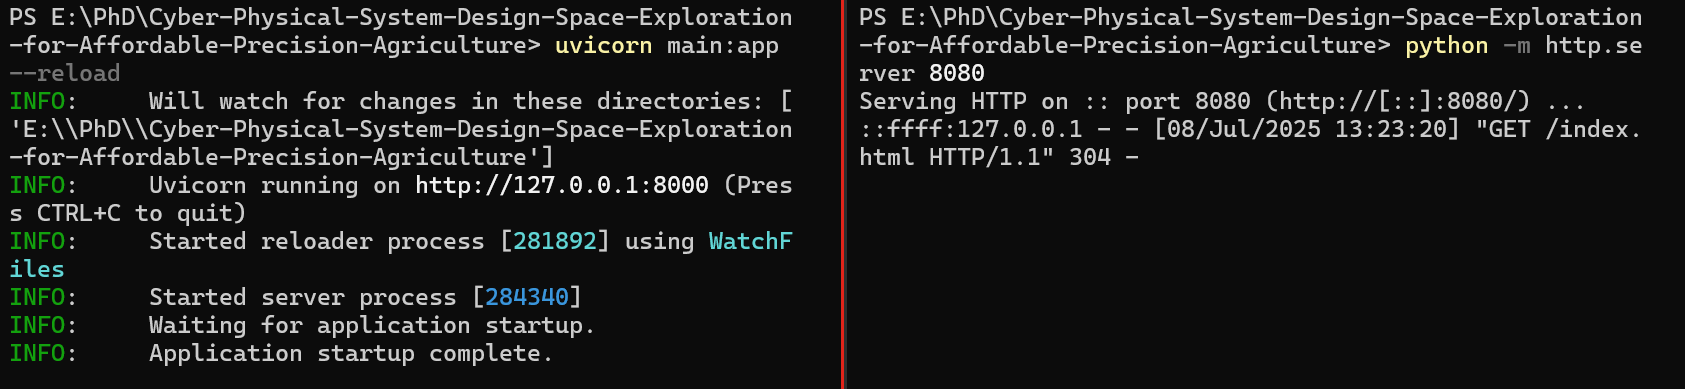 PS E:\PhD\Cyber-Physical-System-Design-Space-Exploration
-for-Affordable-Precision-Agriculture> uvicorn main:app
--reload
INFO:     Will watch for changes in these directories: [
'E:\\PhD\\Cyber-Physical-System-Design-Space-Exploration
-for-Affordable-Precision-Agriculture']
INFO:     Uvicorn running on http://127.0.0.1:8000 (Pres
s CTRL+C to quit)
INFO:     Started reloader process [281892] using WatchF
iles
INFO:     Started server process [284340]
INFO:     Waiting for application startup.
INFO:     Application startup complete.
PS E:\PhD\Cyber-Physical-System-Design-Space-Exploration
-for-Affordable-Precision-Agriculture> python -m http.se
rver 8080
Serving HTTP on :: port 8080 (http://[::]:8080/) ...
::ffff:127.0.0.1 - - [08/Jul/2025 13:23:20] "GET /index.
html HTTP/1.1" 304 -